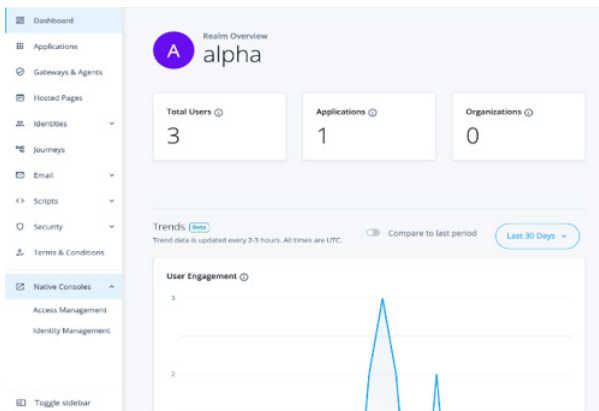 Dashboard
Applications
Gateways & Agents
Hosted Pages
Identities
Journeys
Email
Scripts
Security
Terms & Conditions
Native Consoles
Access Management
Identity Management
Toggle sidebar
A
Realm Overview
alpha
Total Users
3
Applications
1
Organizations
0
Trends Beta
Trend data is updated every 2-3 hours. All times are UTC.
Compare to last period
Last 30 Days
User Engagement
3
2